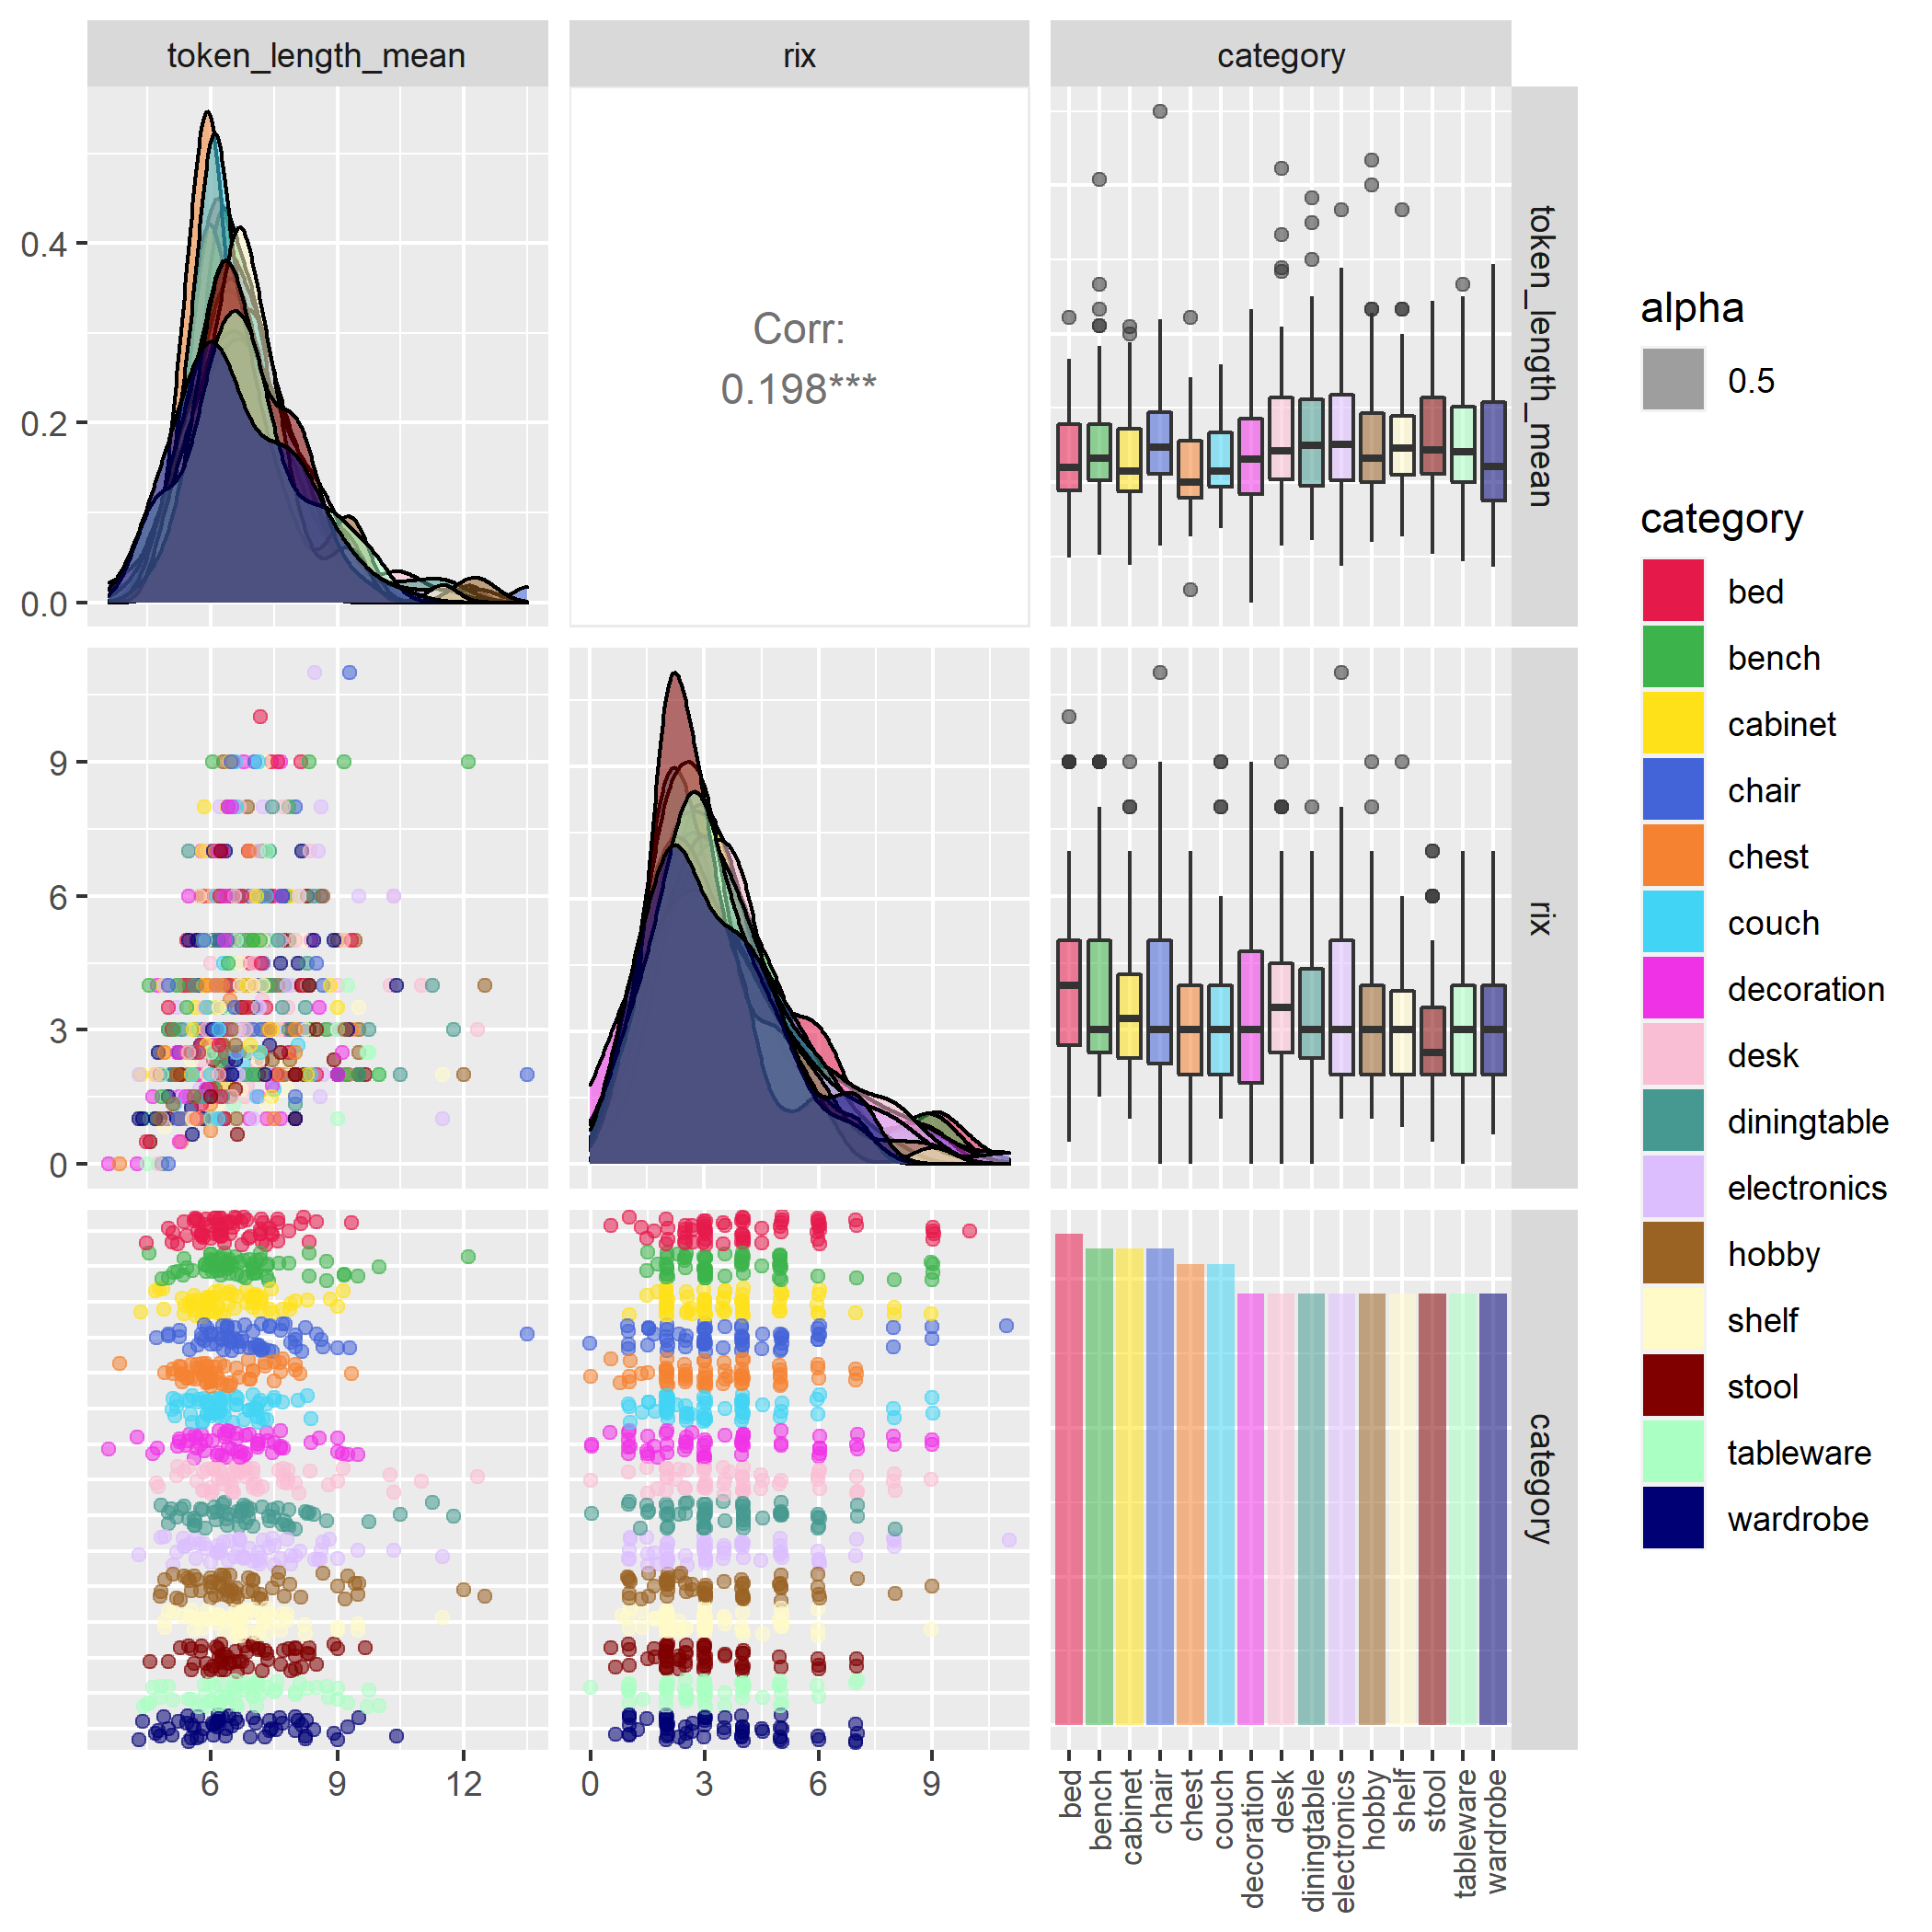 token_length_mean
rix
category
0.4
0.2
0.0
Corr:
0.198***
token_length_mean
9
6
3
0
rix
category
6
9
12
0
3
6
9
bed
bench
cabinet
chair
chest
couch
decoration
desk
diningtable
electronics
hobby
shelf
stool
tableware
wardrobe
alpha
0.5
category
bed
bench
cabinet
chair
chest
couch
decoration
desk
diningtable
electronics
hobby
shelf
stool
tableware
wardrobe